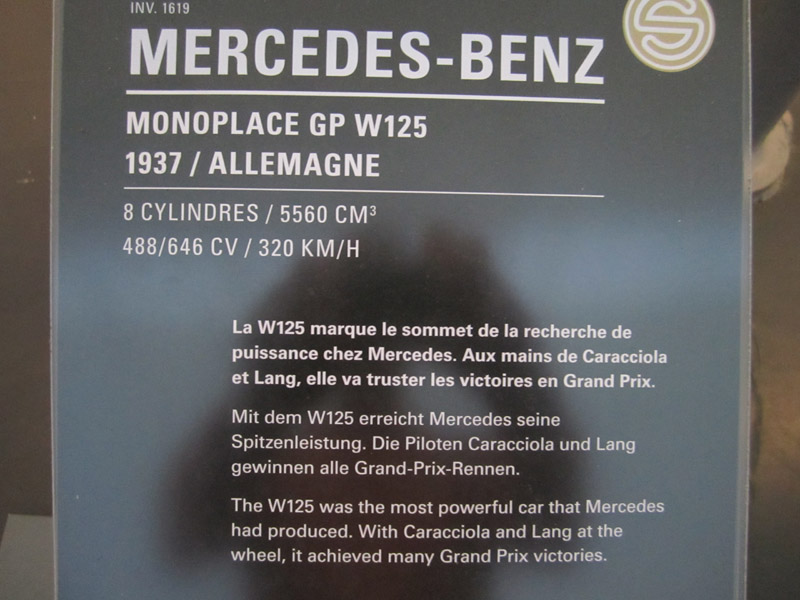 INV. 1619
MERCEDES-BENZ
MONOPLACE GP W125
1937 / ALLEMAGNE
8 CYLINDRES / 5560 CM³
488/646 CV / 320 KM/H
La W125 marque le sommet de la recherche de
puissance chez Mercedes. Aux mains de Caracciola
et Lang, elle va truster les victoires en Grand Prix.
Mit dem W125 erreicht Mercedes seine
Spitzenleistung. Die Piloten Caracciola und Lang
gewinnen alle Grand-Prix-Rennen.
The W125 was the most powerful car that Mercedes
had produced. With Caracciola and Lang at the
wheel, it achieved many Grand Prix victories.